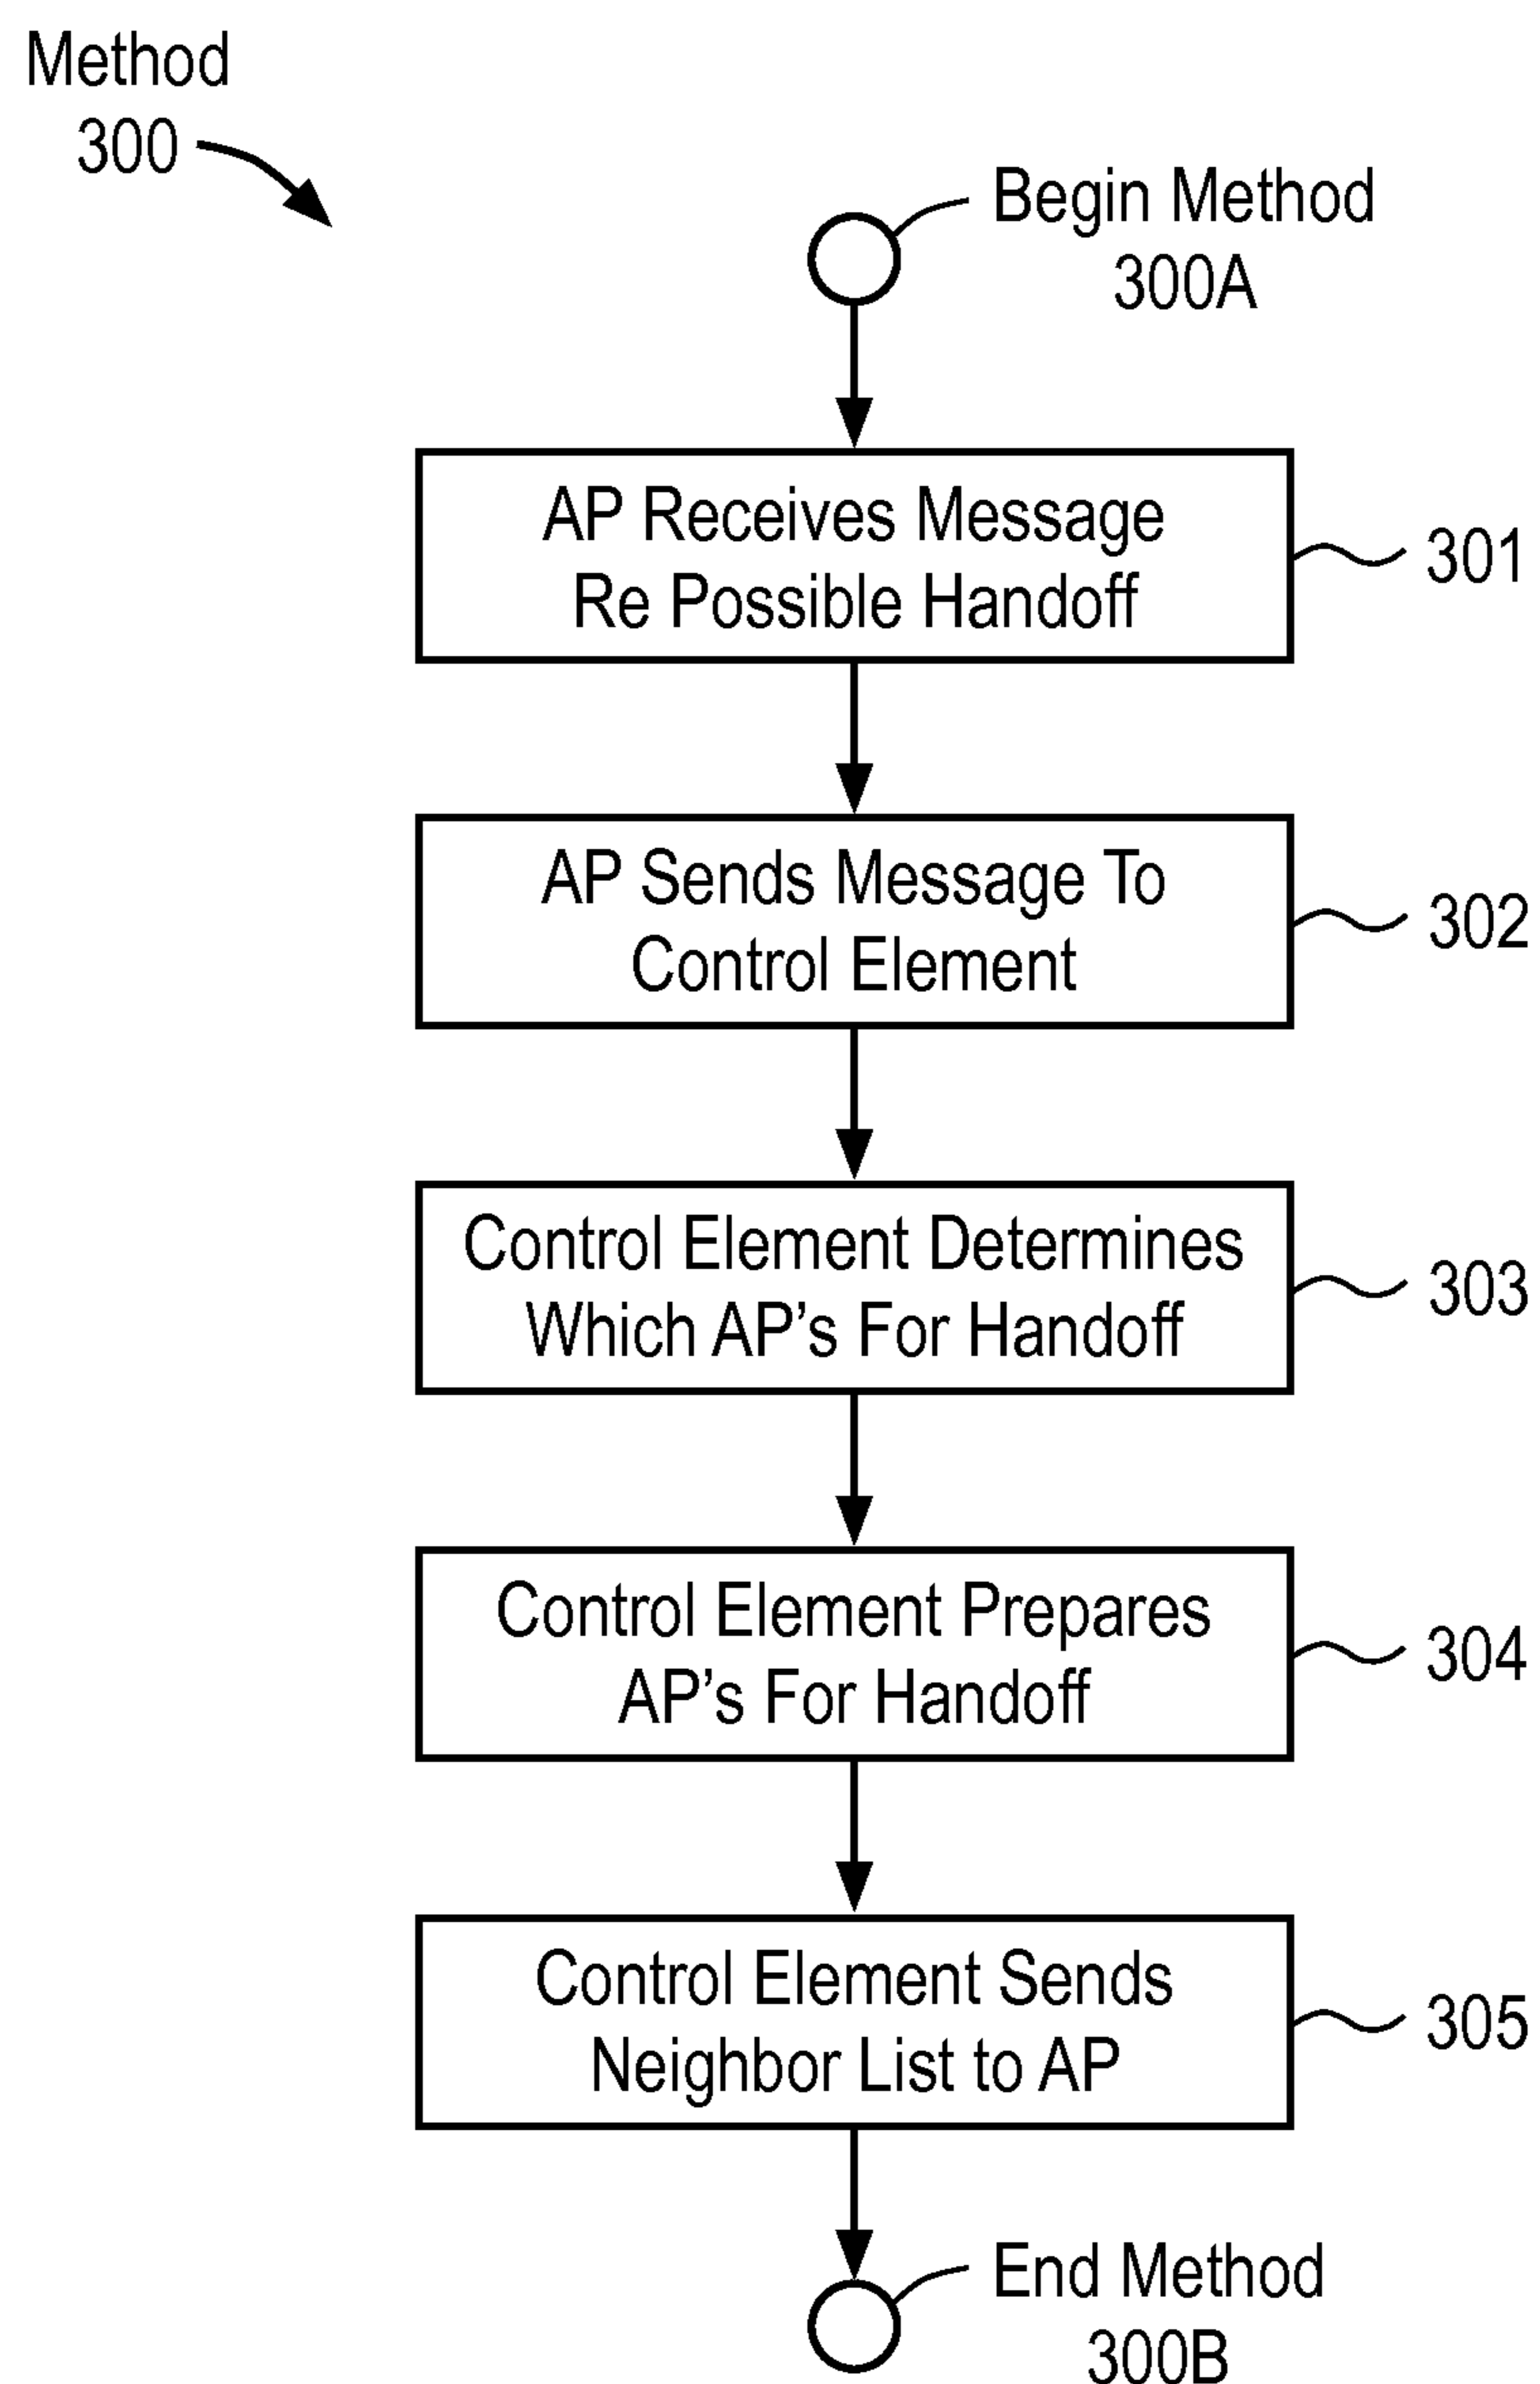 Method
300
Begin Method
300A
AP Receives Message
Re Possible Handoff
301
AP Sends Message To
Control Element
302
Control Element Determines
Which AP’s For Handoff
303
Control Element Prepares
AP’s For Handoff
304
Control Element Sends
Neighbor List to AP
305
End Method
300B